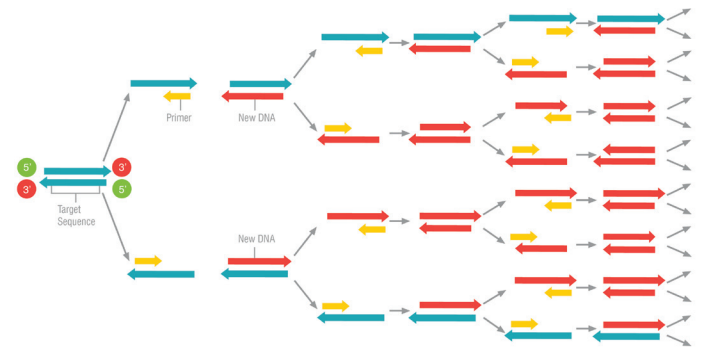 Primer
New DNA
5'
3'
3'
5'
Target
Sequence
New DNA